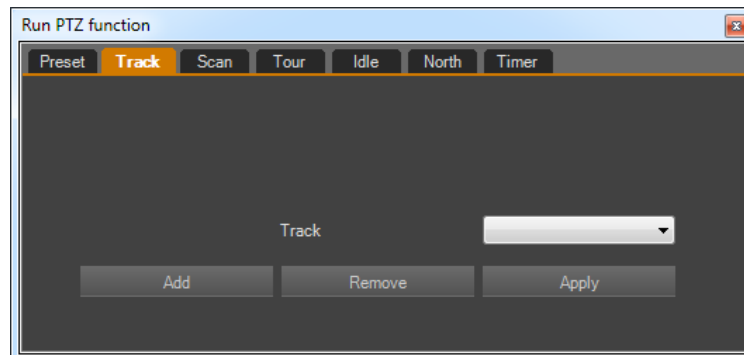 Run PTZ function
Preset Track Scan Tour Idle North Timer
Track
Add Remove Apply